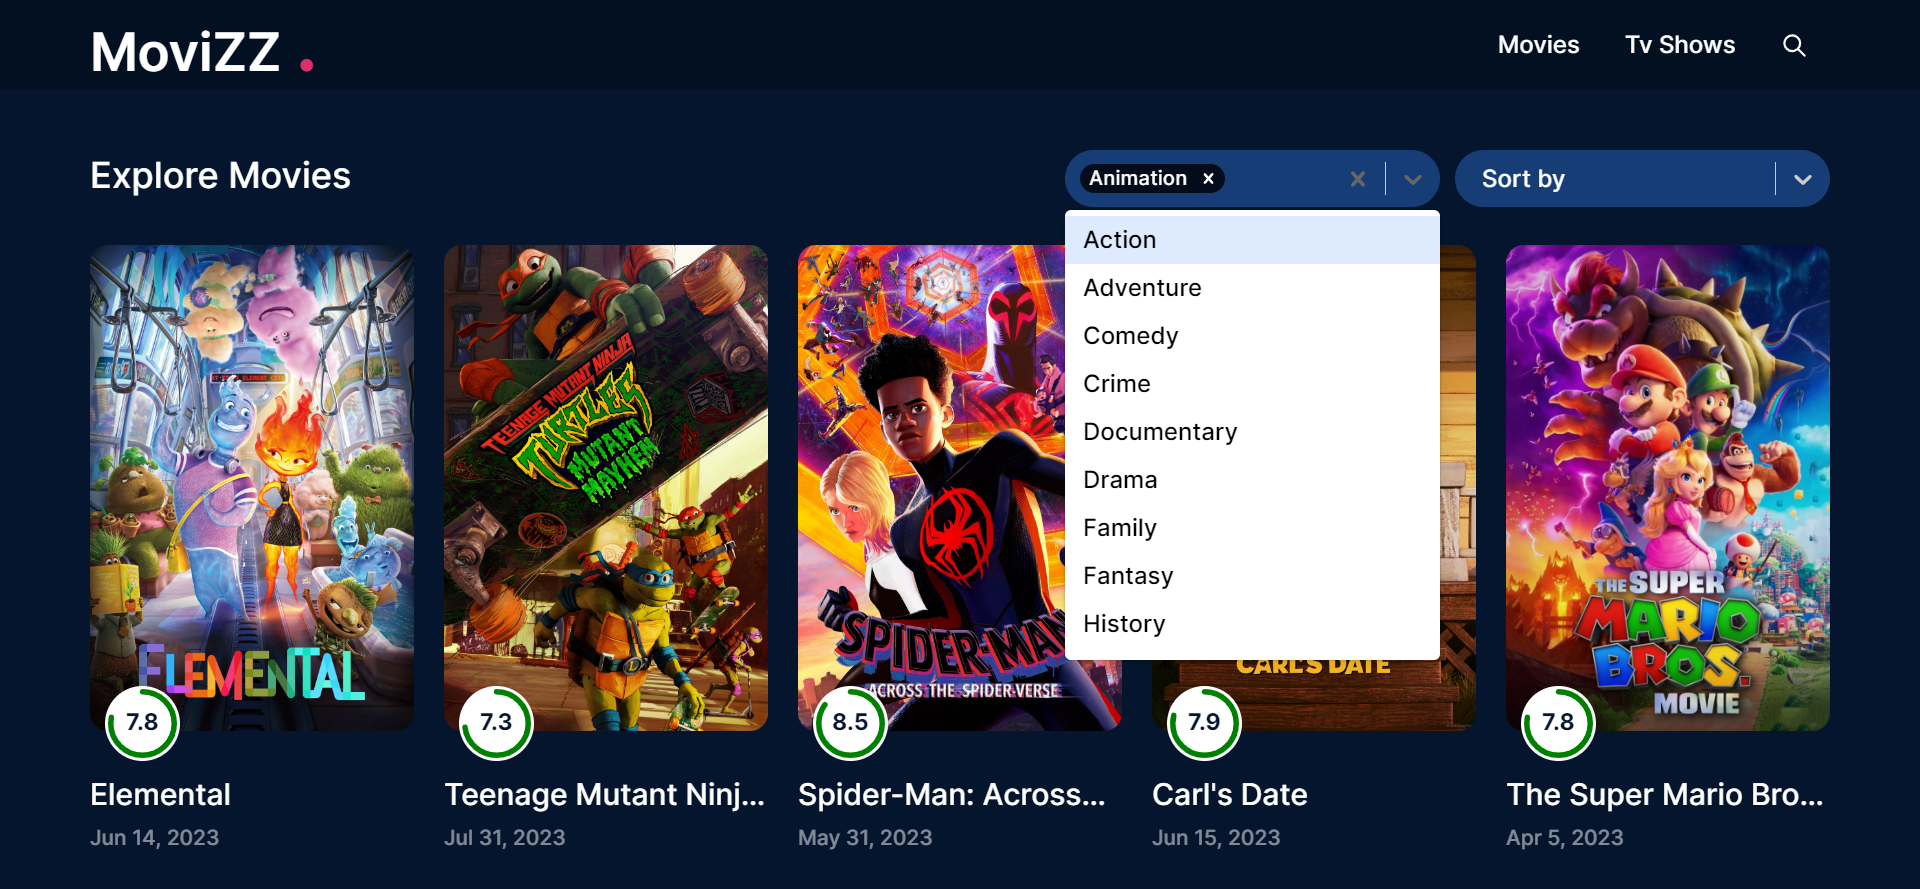 MoviZZ .
Movies
Tv Shows
Explore Movies
Animation ×
Sort by
Action
Adventure
Comedy
Crime
Documentary
Drama
Family
Fantasy
History
ELEMENTAL
7.8
Elemental
Jun 14, 2023
TEENAGE MUTANT NINJA
TURTLES
MUTANT
MAYHEM
7.3
Teenage Mutant Ninj...
Jul 31, 2023
SPIDER-MAN
ACROSS THE SPIDER-VERSE
8.5
Spider-Man: Across...
May 31, 2023
CARL'S DATE
7.9
Carl's Date
Jun 15, 2023
THE SUPER
MARIO
BROS.
MOVIE
7.8
The Super Mario Bro...
Apr 5, 2023